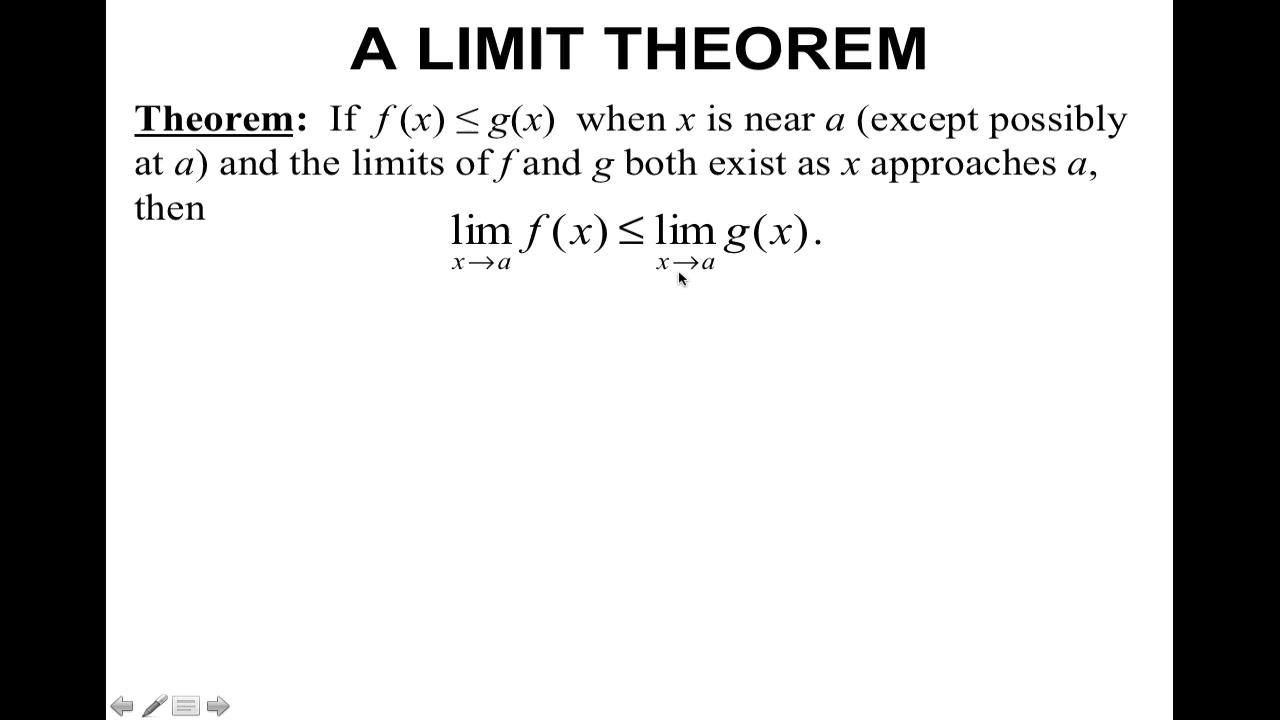 A LIMIT THEOREM
Theorem: If f(x) ≤ g(x) when x is near a (except possibly
at a) and the limits of f and g both exist as x approaches a,
then
lim f(x) ≤ lim g(x).
x→a x→a